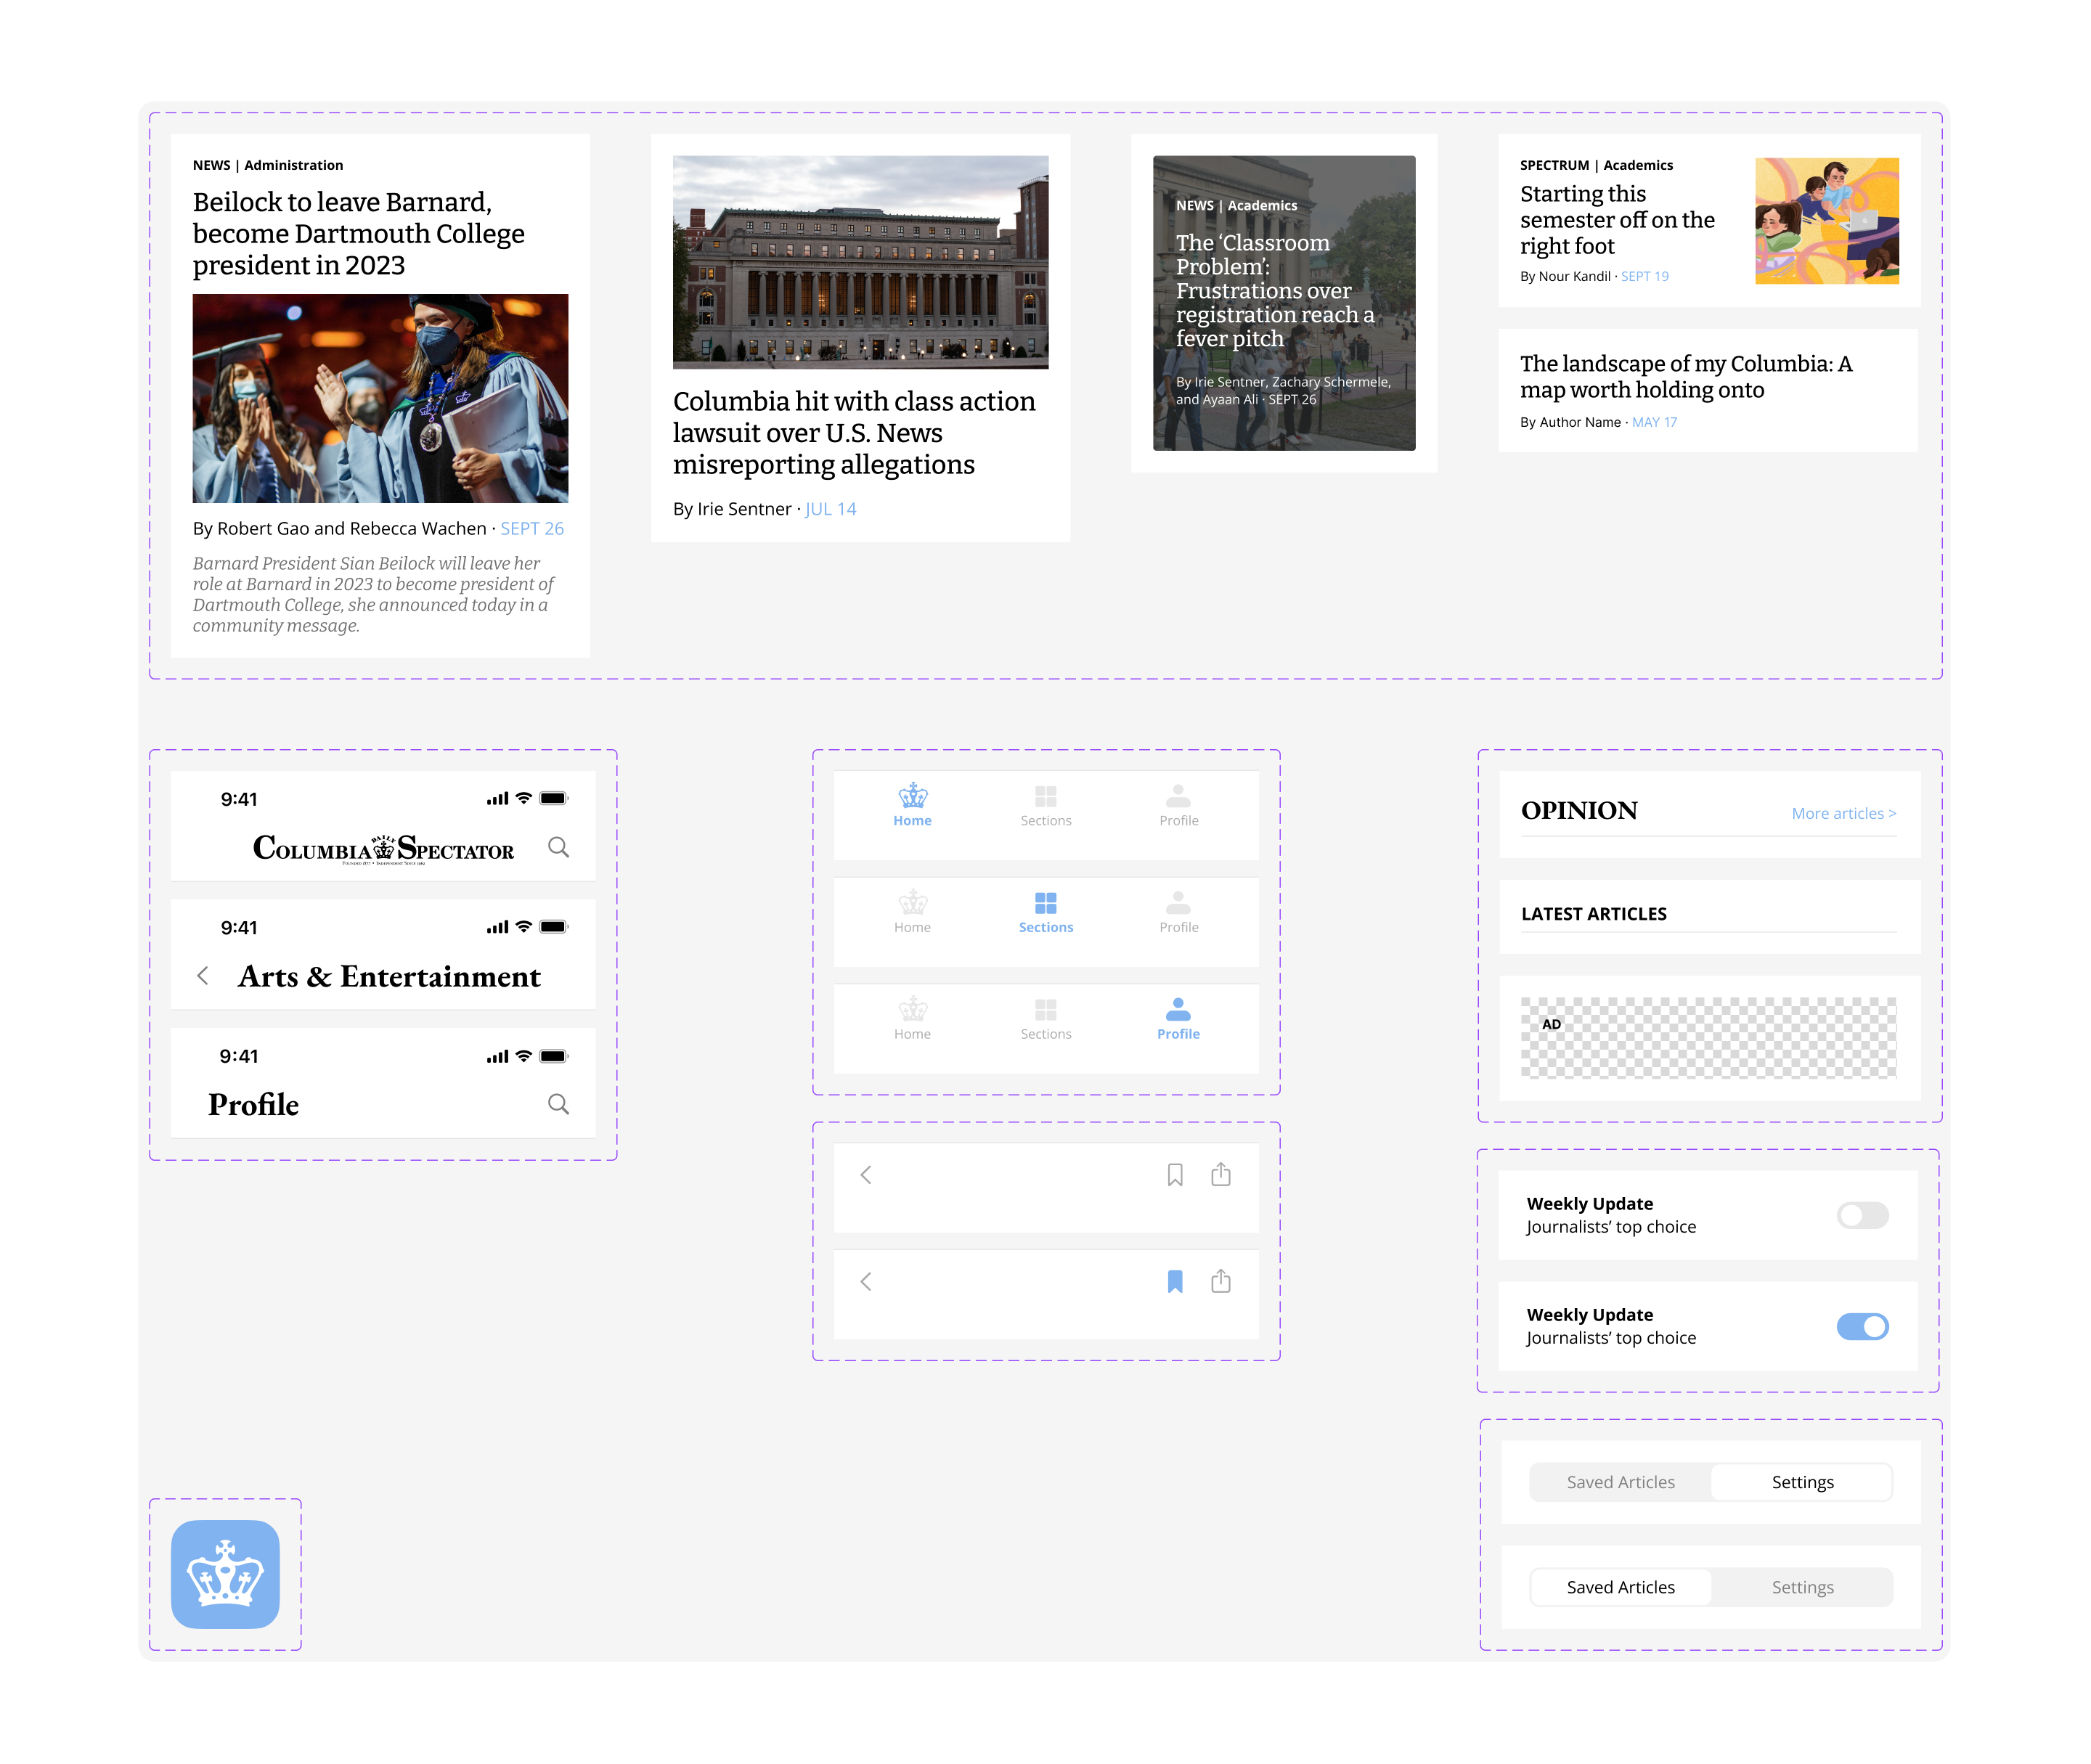 NEWS | Administration
Beilock to leave Barnard,
become Dartmouth College
president in 2023
By Robert Gao and Rebecca Wachen · SEPT 26
Barnard President Sian Beilock will leave her
role at Barnard in 2023 to become president of
Dartmouth College, she announced today in a
community message.
Columbia hit with class action
lawsuit over U.S. News
misreporting allegations
By Irie Sentner · JUL 14
NEWS | Academics
The ‘Classroom
Problem’:
Frustrations over
registration reach a
fever pitch
By Irie Sentner, Zachary Schermele,
and Ayaan Ali · SEPT 26
SPECTRUM | Academics
Starting this
semester off on the
right foot
By Nour Kandil · SEPT 19
The landscape of my Columbia: A
map worth holding onto
By Author Name · MAY 17
9:41
COLUMBIA DAILY SPECTATOR
FOUNDED 1877 • INDEPENDENT SINCE 1962
9:41
Arts & Entertainment
9:41
Profile
Home
Sections
Profile
Home
Sections
Profile
Home
Sections
Profile
OPINION
More articles >
LATEST ARTICLES
AD
Weekly Update
Journalists’ top choice
Weekly Update
Journalists’ top choice
Saved Articles
Settings
Saved Articles
Settings